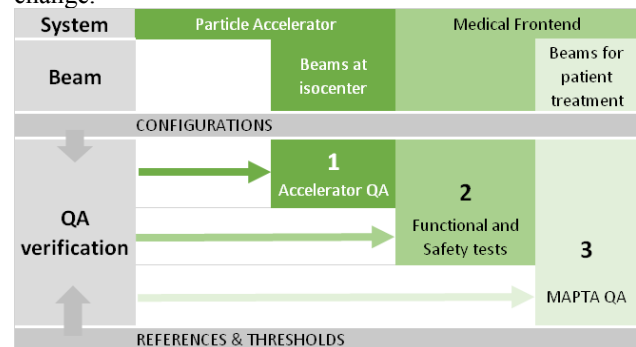 change.
System
Particle Accelerator
Medical Frontend
Beam
Beams at
isocenter
Beams for
patient
treatment
CONFIGURATIONS
QA
verification
1
Accelerator QA
2
Functional and
Safety tests
3
MAPTA QA
REFERENCES & THRESHOLDS